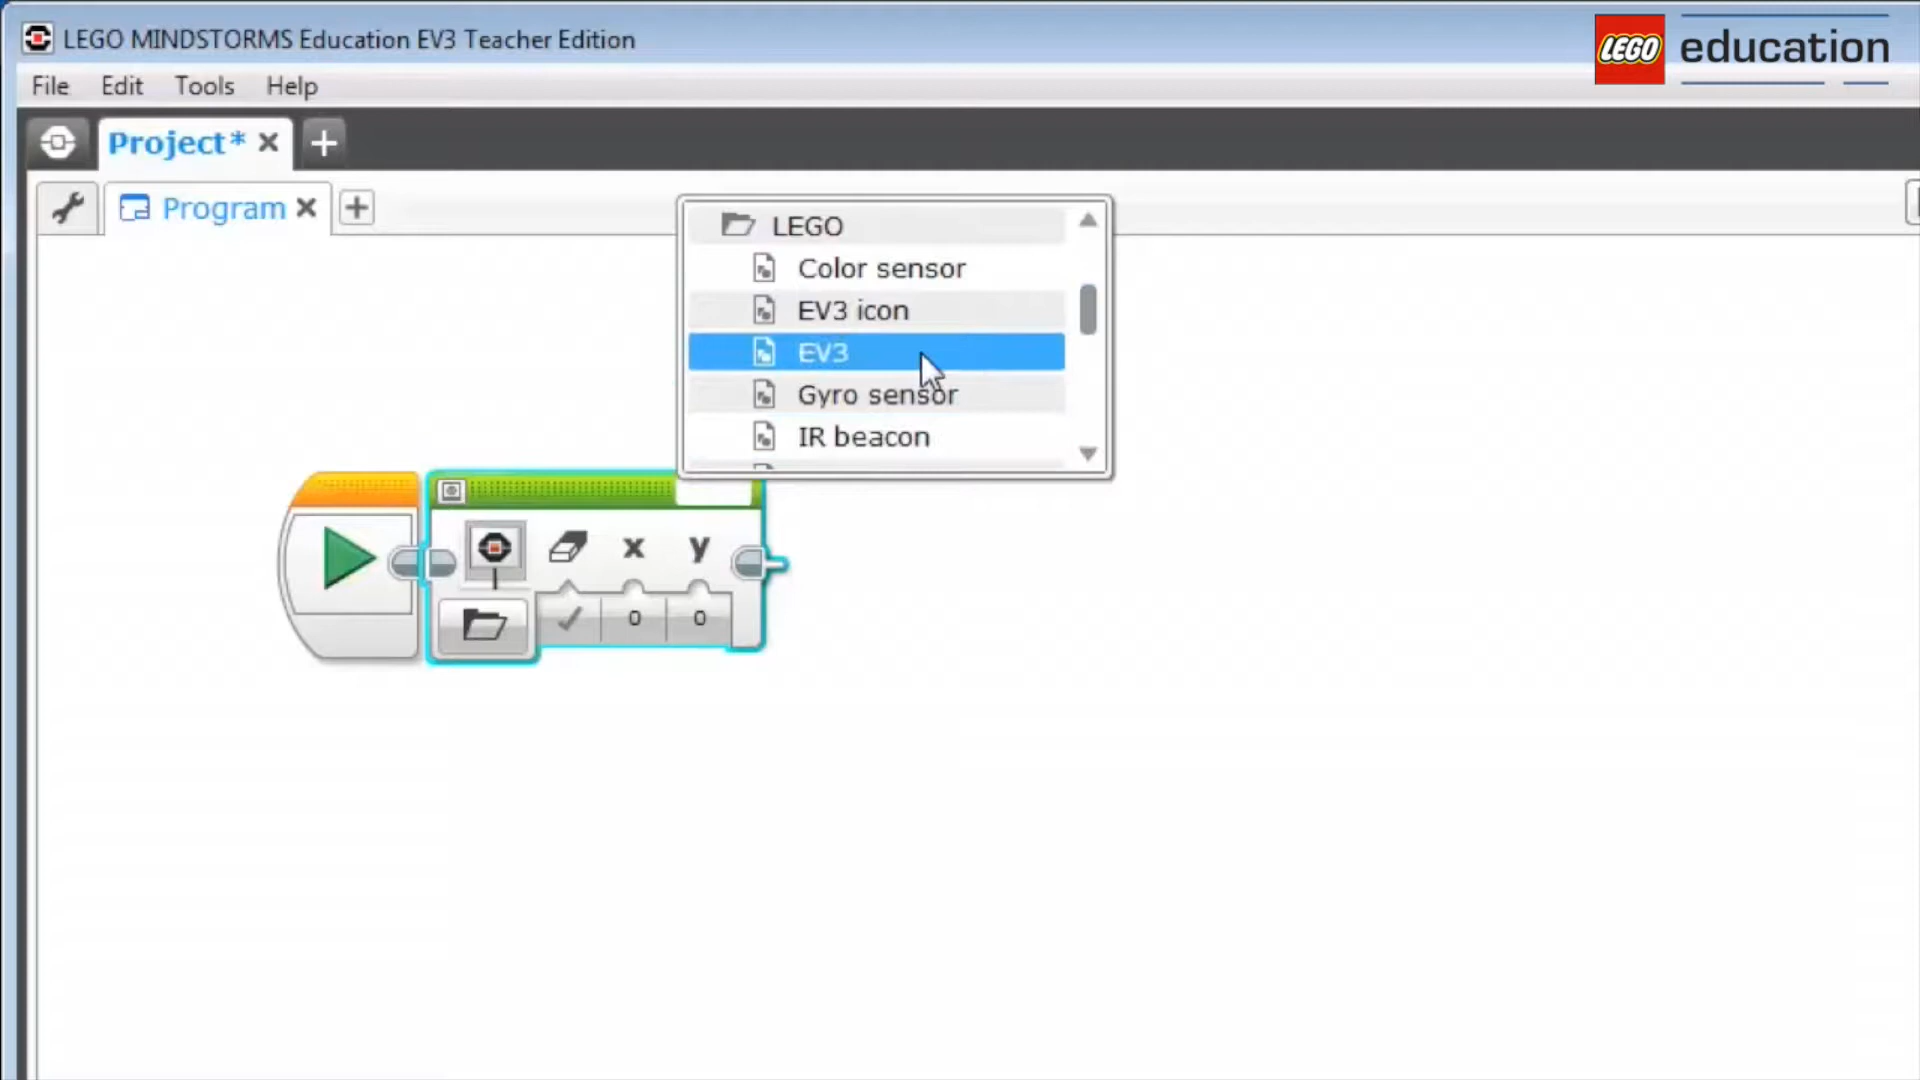 LEGO MINDSTORMS Education EV3 Teacher Edition
LEGO education
File Edit Tools Help
Project*
Program
LEGO
Color sensor
EV3 icon
EV3
Gyro sensor
IR beacon
x y
0 0